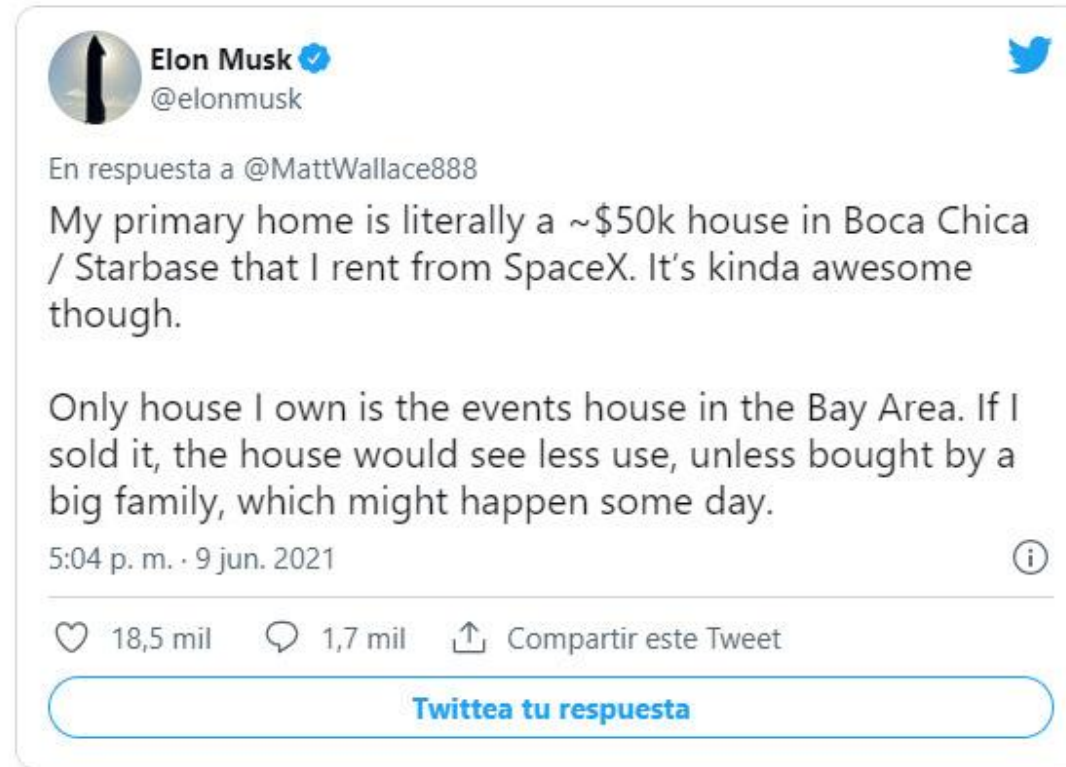 Elon Musk
@elonmusk
En respuesta a @MattWallace888
My primary home is literally a ~$50k house in Boca Chica
/ Starbase that I rent from SpaceX. It's kinda awesome
though.
Only house I own is the events house in the Bay Area. If I
sold it, the house would see less use, unless bought by a
big family, which might happen some day.
5:04 p. m. · 9 jun. 2021
18,5 mil 1,7 mil Compartir este Tweet
Twittea tu respuesta